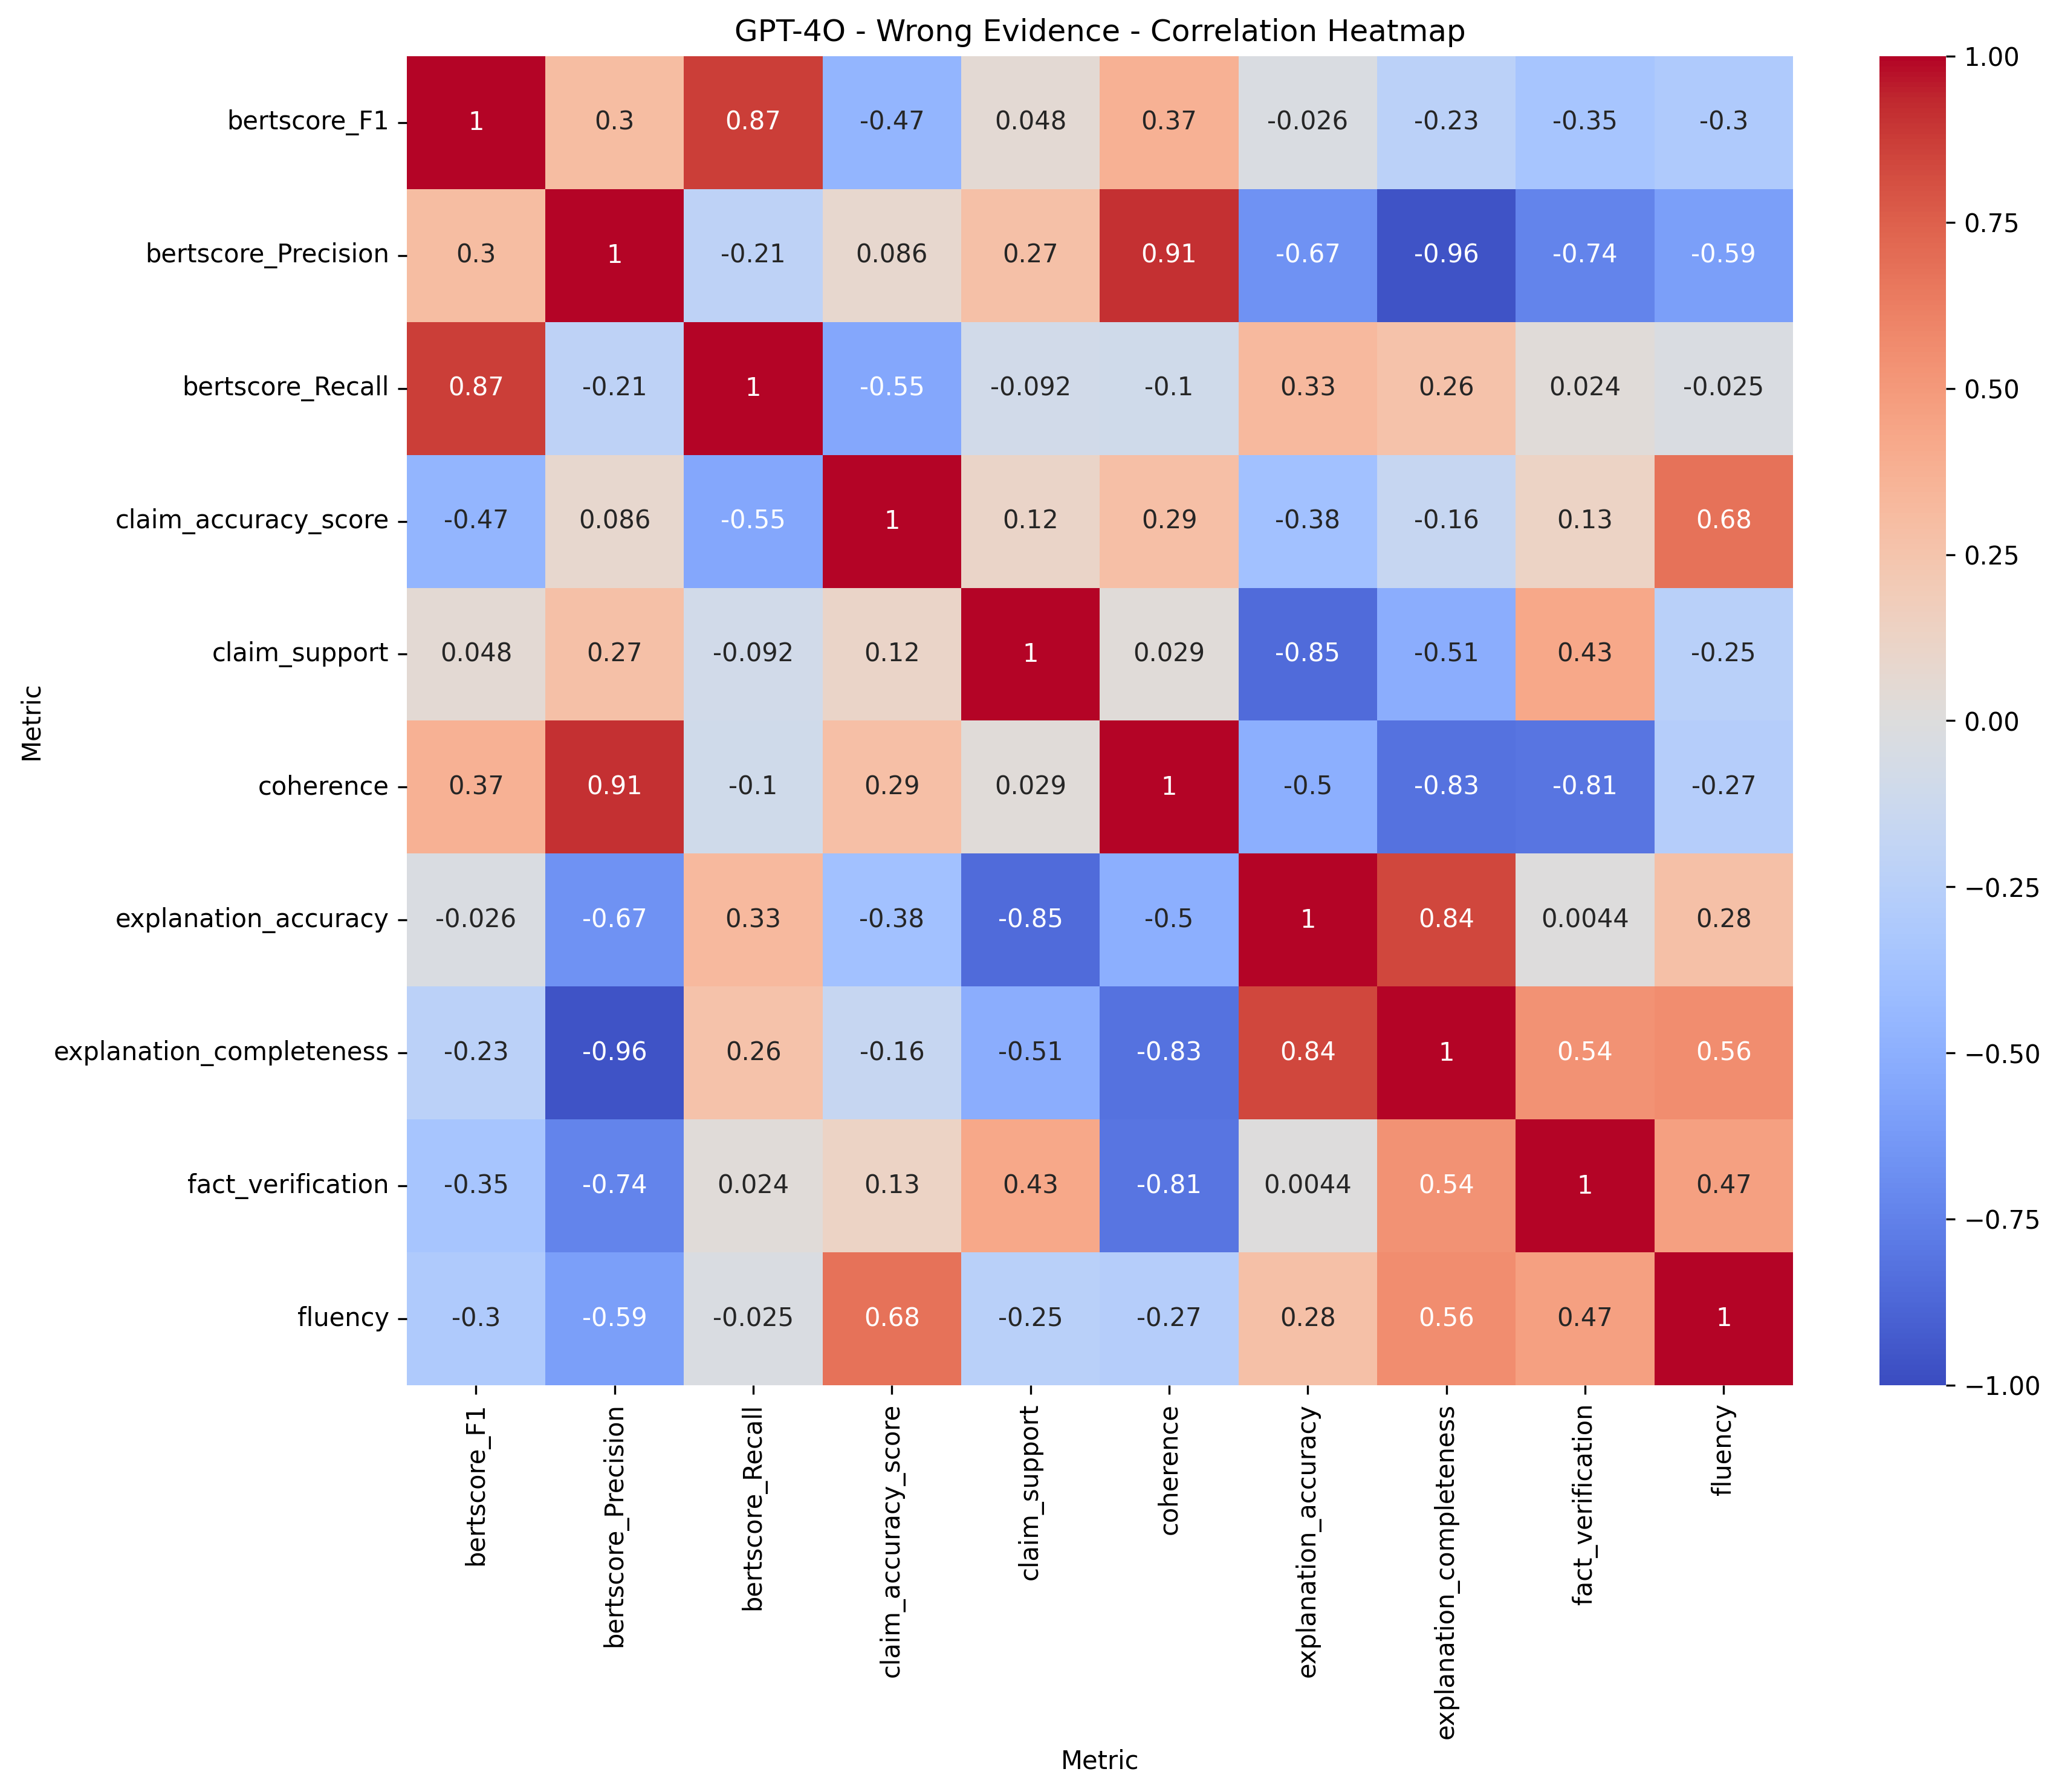 GPT-4O - Wrong Evidence - Correlation Heatmap
Metric
bertscore_F1 1 0.3 0.87 -0.47 0.048 0.37 -0.026 -0.23 -0.35 -0.3
bertscore_Precision 0.3 1 -0.21 0.086 0.27 0.91 -0.67 -0.96 -0.74 -0.59
bertscore_Recall 0.87 -0.21 1 -0.55 -0.092 -0.1 0.33 0.26 0.024 -0.025
claim_accuracy_score -0.47 0.086 -0.55 1 0.12 0.29 -0.38 -0.16 0.13 0.68
claim_support 0.048 0.27 -0.092 0.12 1 0.029 -0.85 -0.51 0.43 -0.25
coherence 0.37 0.91 -0.1 0.29 0.029 1 -0.5 -0.83 -0.81 -0.27
explanation_accuracy -0.026 -0.67 0.33 -0.38 -0.85 -0.5 1 0.84 0.0044 0.28
explanation_completeness -0.23 -0.96 0.26 -0.16 -0.51 -0.83 0.84 1 0.54 0.56
fact_verification -0.35 -0.74 0.024 0.13 0.43 -0.81 0.0044 0.54 1 0.47
fluency -0.3 -0.59 -0.025 0.68 -0.25 -0.27 0.28 0.56 0.47 1
bertscore_F1
bertscore_Precision
bertscore_Recall
claim_accuracy_score
claim_support
coherence
explanation_accuracy
explanation_completeness
fact_verification
fluency
Metric
1.00
0.75
0.50
0.25
0.00
−0.25
−0.50
−0.75
−1.00